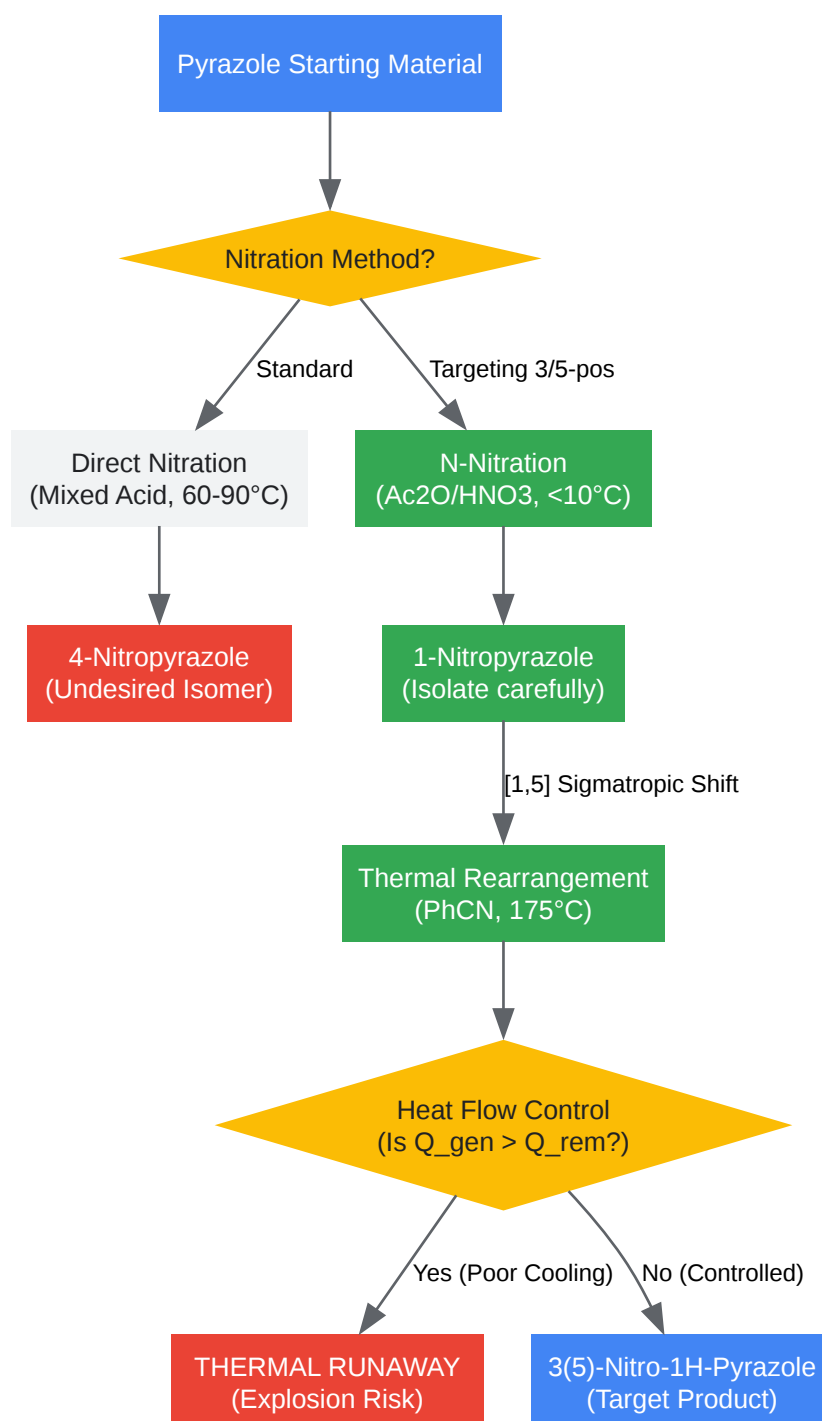 Pyrazole Starting Material
Nitration Method?
Standard
Targeting 3/5-pos
Direct Nitration
(Mixed Acid, 60-90°C)
N-Nitration
(Ac2O/HNO3, <10°C)
4-Nitropyrazole
(Undesired Isomer)
1-Nitropyrazole
(Isolate carefully)
[1,5] Sigmatropic Shift
Thermal Rearrangement
(PhCN, 175°C)
Heat Flow Control
(Is Q_gen > Q_rem?)
Yes (Poor Cooling)
No (Controlled)
THERMAL RUNAWAY
(Explosion Risk)
3(5)-Nitro-1H-Pyrazole
(Target Product)